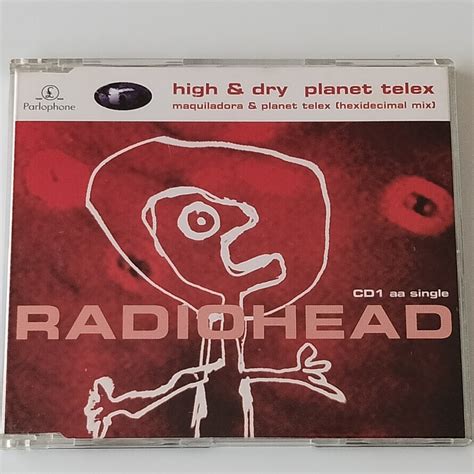 high & dry planet telex
maquiladora & planet telex (hexidecimal mix)
Parlophone
CD1 aa single
RADIOHEAD